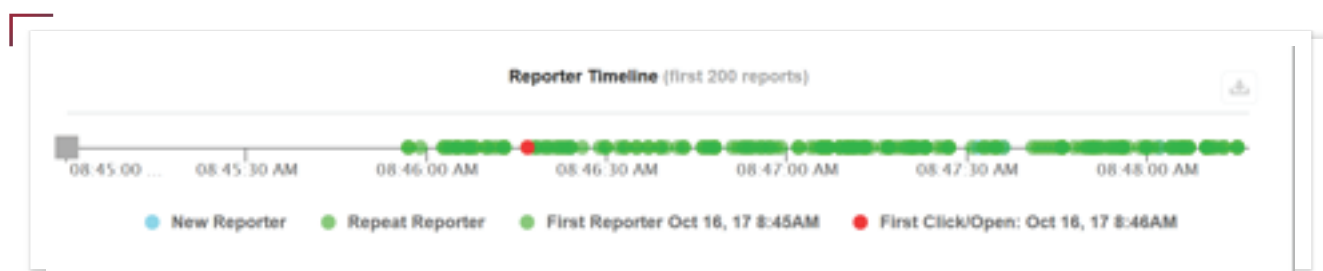 Reporter Timeline (first 200 reports)
08:45:00 ... 08:45:30 AM 08:46:00 AM 08:46:30 AM 08:47:00 AM 08:47:30 AM 08:48:00 AM
New Reporter Repeat Reporter First Reporter Oct 16, 17 8:45AM First Click/Open: Oct 16, 17 8:46AM